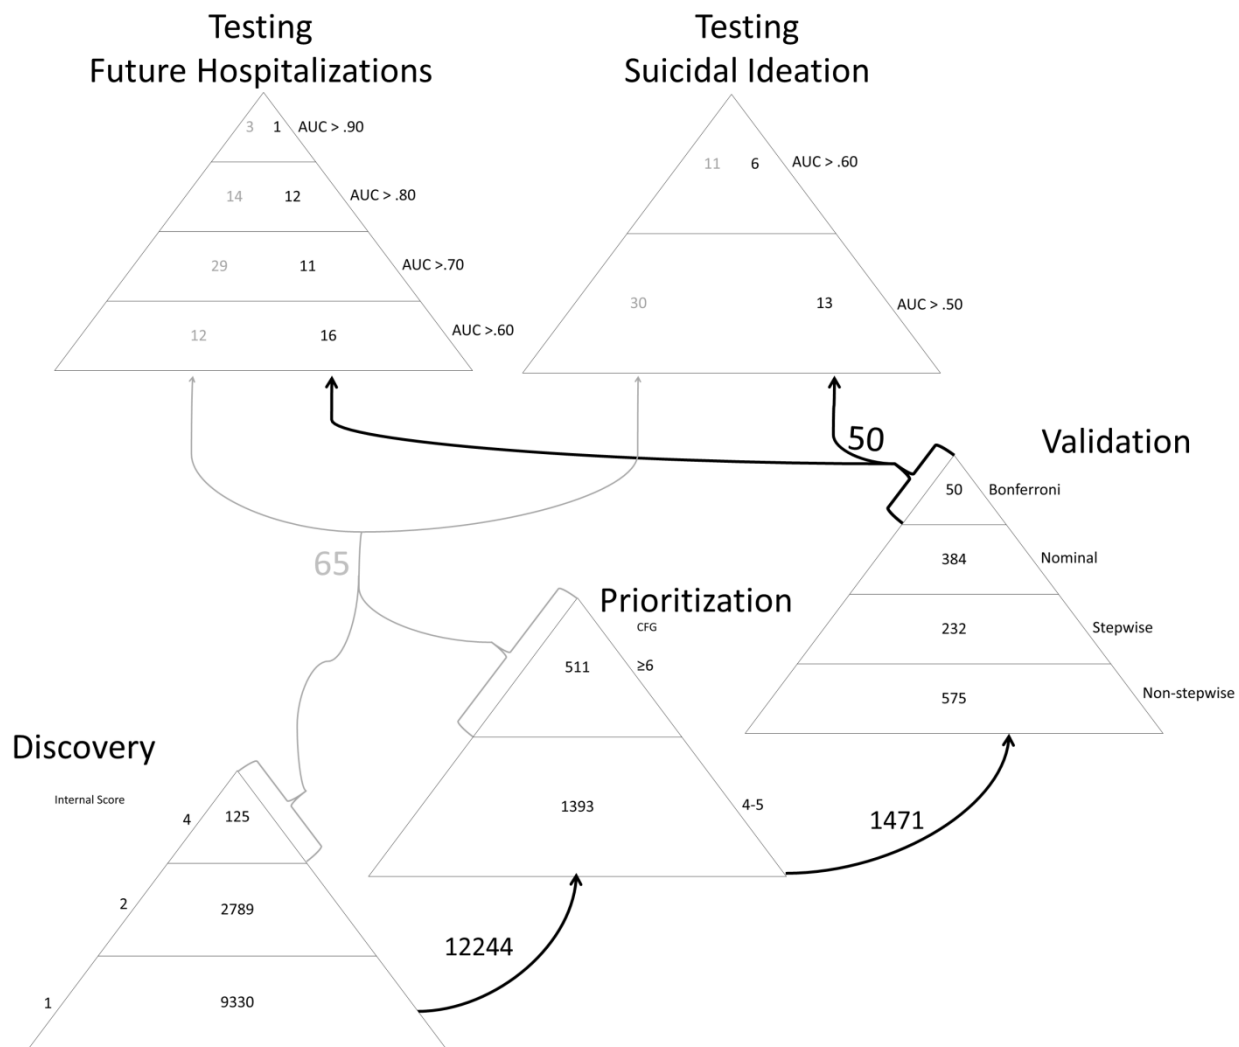 Testing
Future Hospitalizations
3 1 AUC > .90
14 12 AUC > .80
29 11 AUC >.70
12 16 AUC >.60
Testing
Suicidal Ideation
11 6 AUC > .60
30 13 AUC > .50
50
Validation
50 Bonferroni
384 Nominal
232 Stepwise
575 Non-stepwise
65
Prioritization
CFG
511 ≥6
1393 4-5
1471
Discovery
Internal Score
4 125
2 2789
1 9330
12244